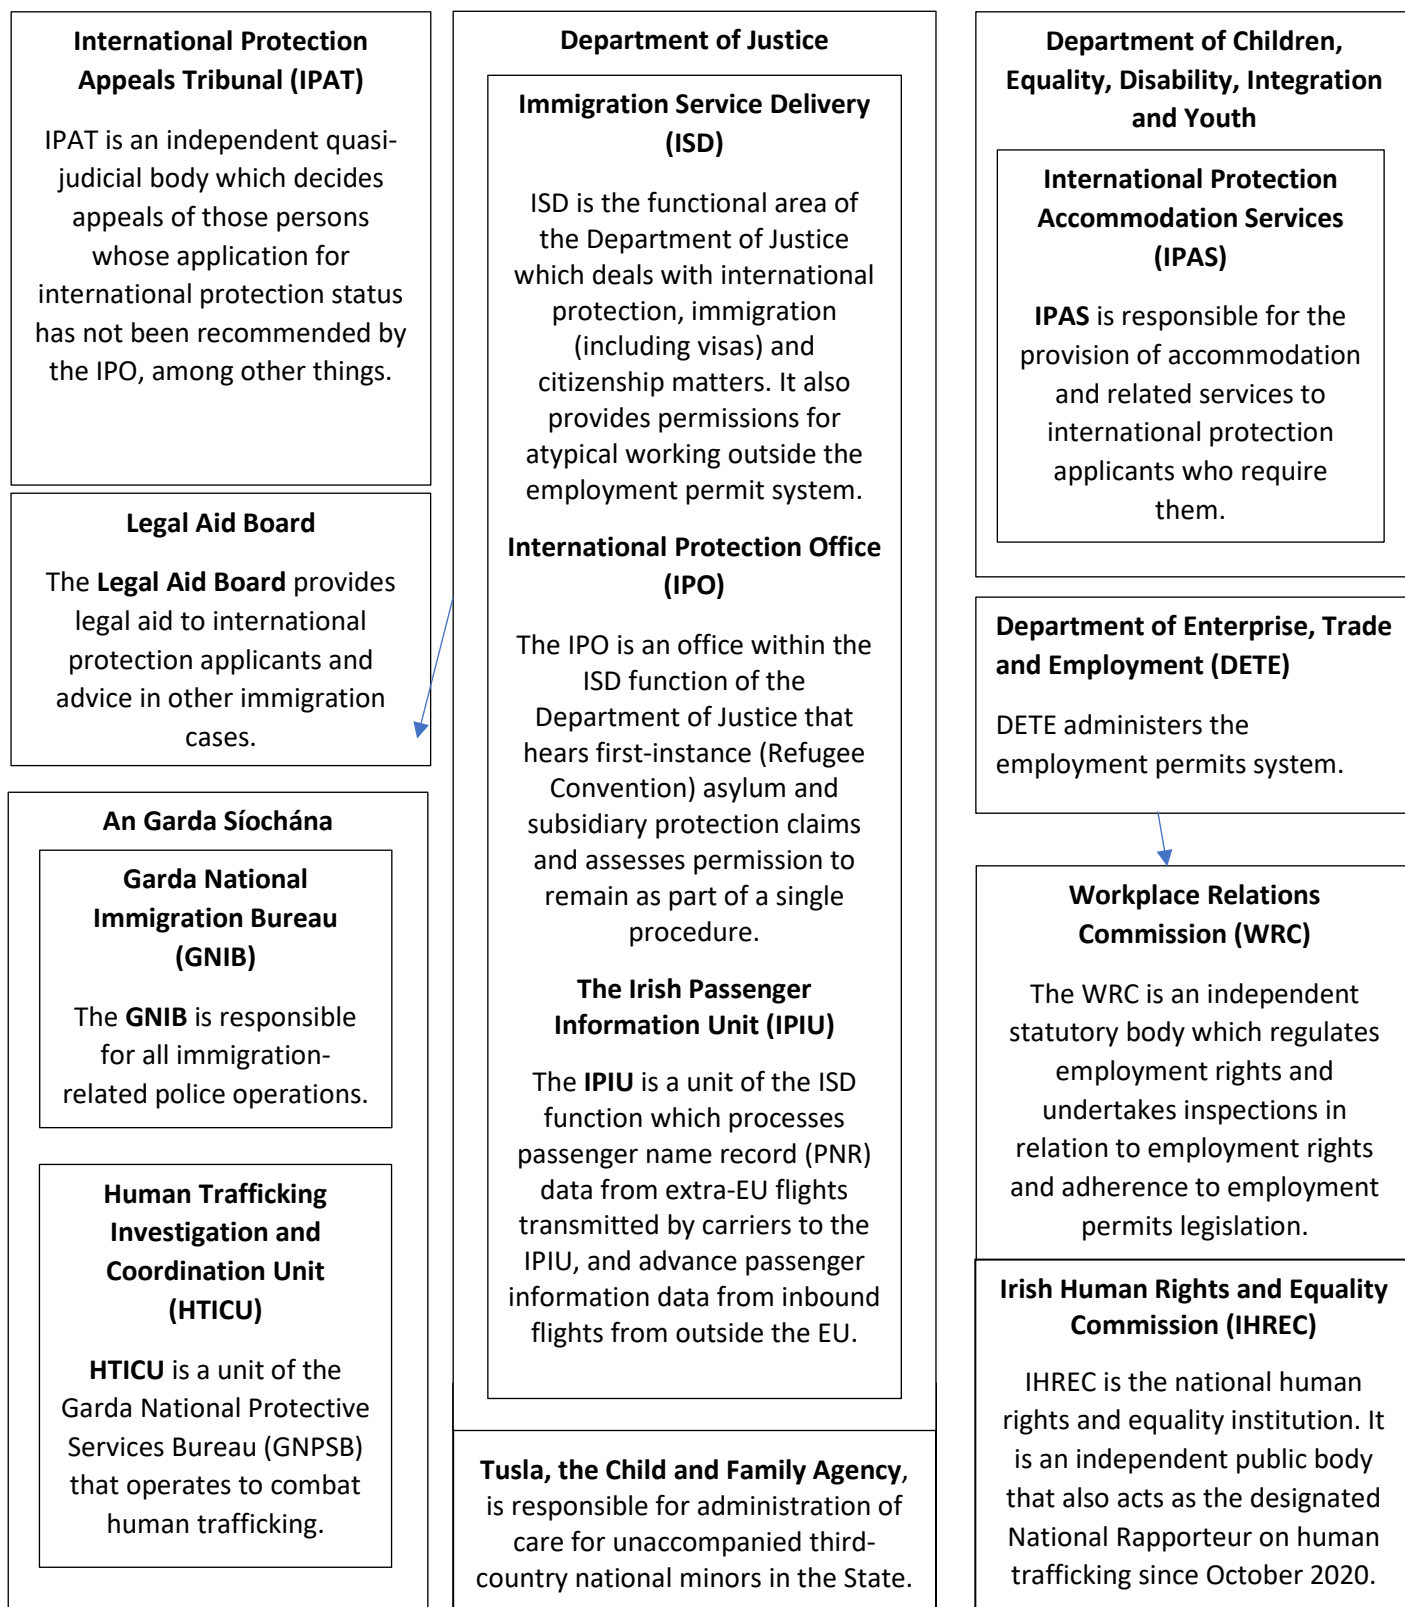 International Protection
Appeals Tribunal (IPAT)
IPAT is an independent quasi-
judicial body which decides
appeals of those persons
whose application for
international protection status
has not been recommended by
the IPO, among other things.
Legal Aid Board
The Legal Aid Board provides
legal aid to international
protection applicants and
advice in other immigration
cases.
An Garda Síochána
Garda National
Immigration Bureau
(GNIB)
The GNIB is responsible
for all immigration-
related police operations.
Human Trafficking
Investigation and
Coordination Unit
(HTICU)
HTICU is a unit of the
Garda National Protective
Services Bureau (GNPSB)
that operates to combat
human trafficking.
Department of Justice
Immigration Service Delivery
(ISD)
ISD is the functional area of
the Department of Justice
which deals with international
protection, immigration
(including visas) and
citizenship matters. It also
provides permissions for
atypical working outside the
employment permit system.
International Protection Office
(IPO)
The IPO is an office within the
ISD function of the
Department of Justice that
hears first-instance (Refugee
Convention) asylum and
subsidiary protection claims
and assesses permission to
remain as part of a single
procedure.
The Irish Passenger
Information Unit (IPIU)
The IPIU is a unit of the ISD
function which processes
passenger name record (PNR)
data from extra-EU flights
transmitted by carriers to the
IPIU, and advance passenger
information data from inbound
flights from outside the EU.
Tusla, the Child and Family Agency,
is responsible for administration of
care for unaccompanied third-
country national minors in the State.
Department of Children,
Equality, Disability, Integration
and Youth
International Protection
Accommodation Services
(IPAS)
IPAS is responsible for the
provision of accommodation
and related services to
international protection
applicants who require
them.
Department of Enterprise, Trade
and Employment (DETE)
DETE administers the
employment permits system.
Workplace Relations
Commission (WRC)
The WRC is an independent
statutory body which regulates
employment rights and
undertakes inspections in
relation to employment rights
and adherence to employment
permits legislation.
Irish Human Rights and Equality
Commission (IHREC)
IHREC is the national human
rights and equality institution. It
is an independent public body
that also acts as the designated
National Rapporteur on human
trafficking since October 2020.